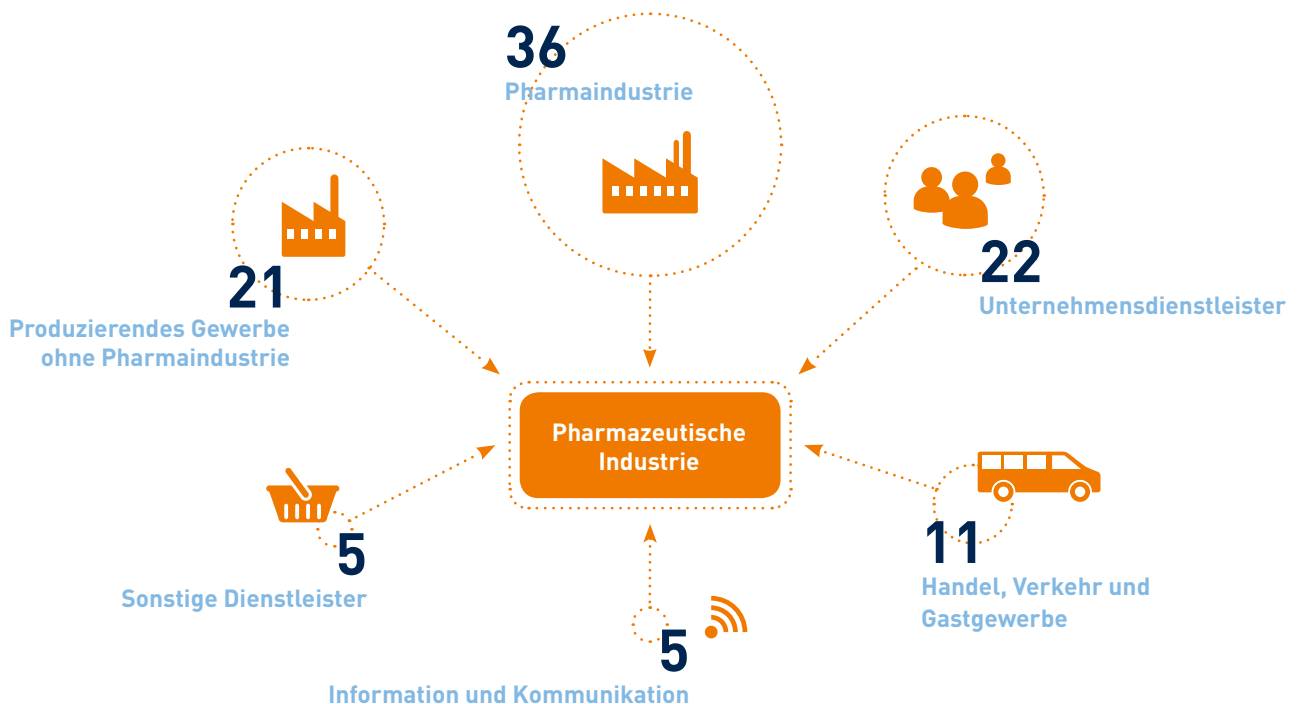 36
Pharmaindustrie
21
Produzierendes Gewerbe
ohne Pharmaindustrie
22
Unternehmensdienstleister
Pharmazeutische
Industrie
5
Sonstige Dienstleister
11
Handel, Verkehr und
Gastgewerbe
5
Information und Kommunikation